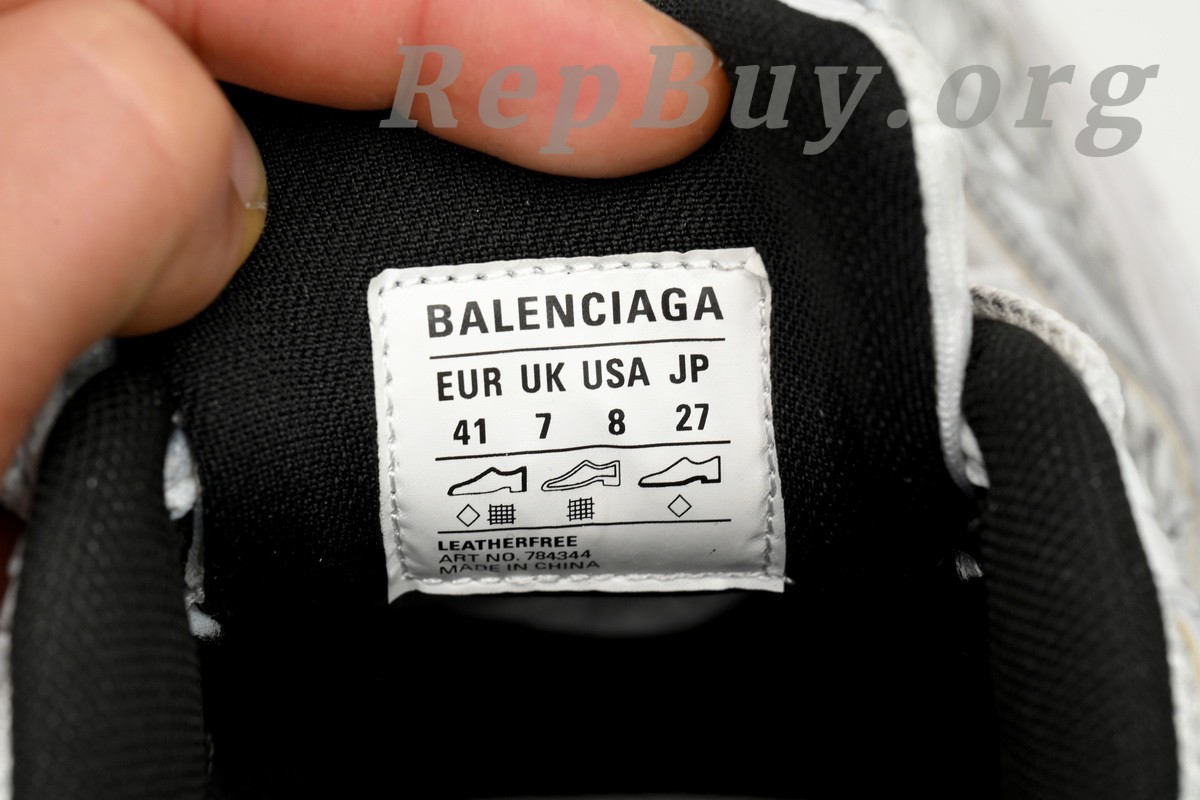 RepBuy.org
BALENCIAGA
EUR UK USA JP
41 7 8 27
LEATHERFREE
ART NO. 784344
MADE IN CHINA